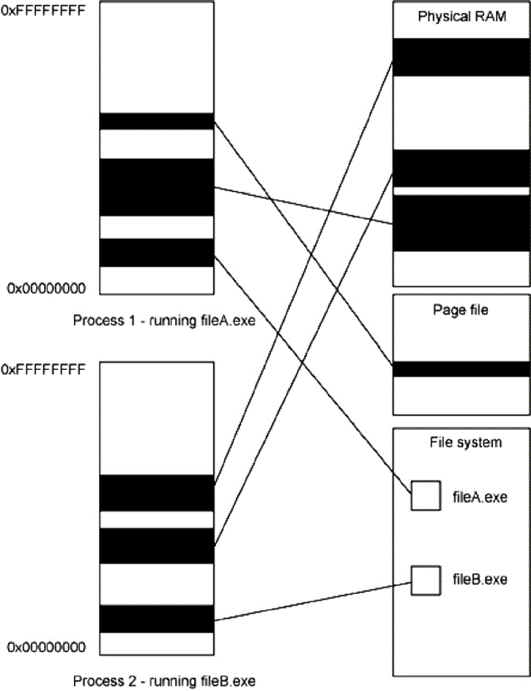 0xFFFFFFFF
0x00000000
Process 1 - running fileA.exe
0xFFFFFFFF
0x00000000
Process 2 - running fileB.exe
Physical RAM
Page file
File system
fileA.exe
fileB.exe